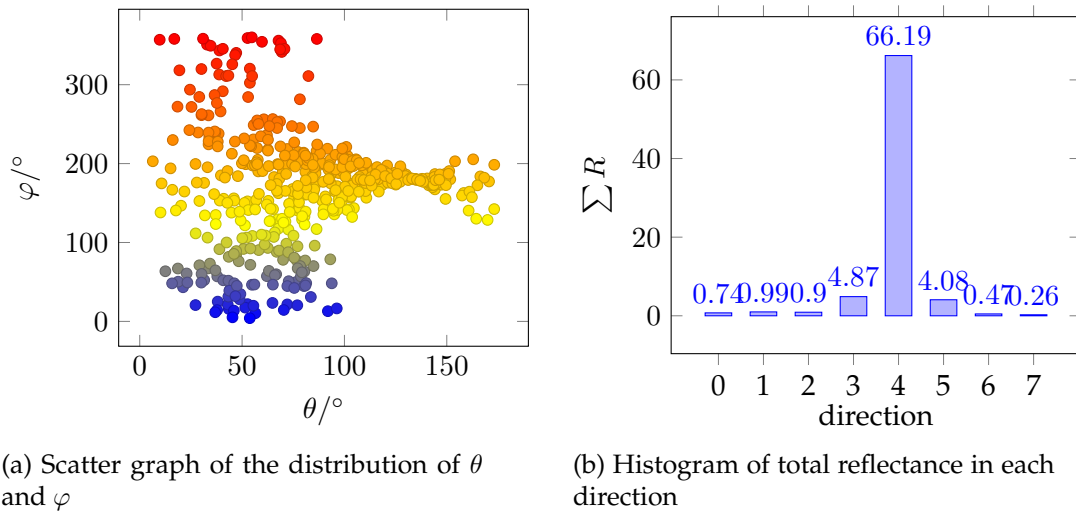 300
200
100
0
φ/°
0
50
100
150
θ/°
(a) Scatter graph of the distribution of θ
and φ
60
40
20
0
∑ R
0.74
0.99
0.9
4.87
66.19
4.08
0.47
0.26
0 1 2 3 4 5 6 7
direction
(b) Histogram of total reflectance in each
direction